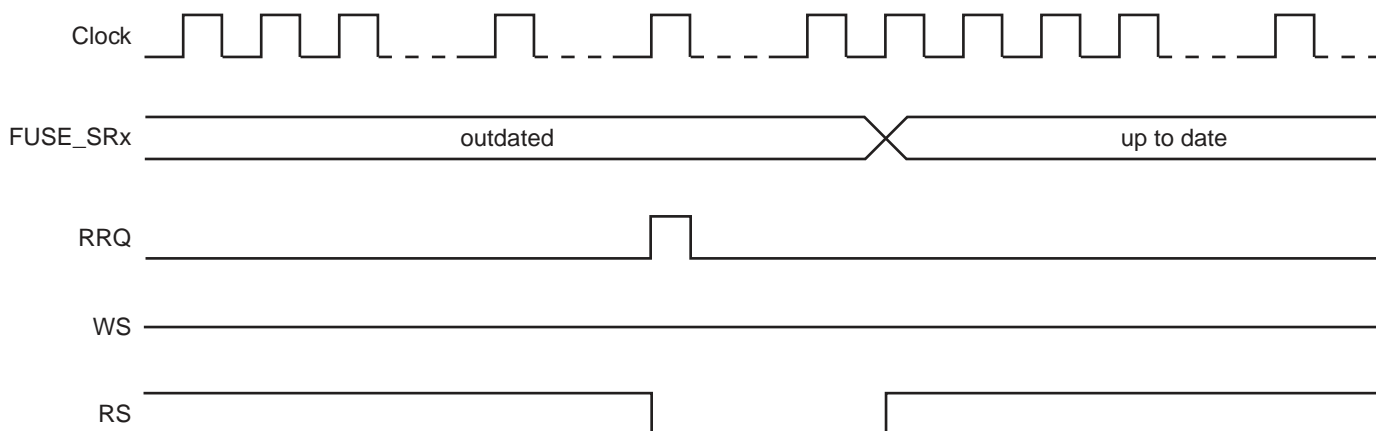 Clock
FUSE_SRx
outdated
up to date
RRQ
WS
RS